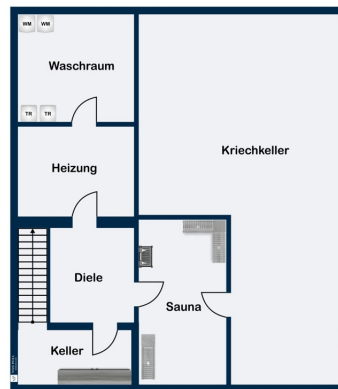 WM WM
Waschraum
TR TR
Kriechkeller
Heizung
Diele
Sauna
Keller